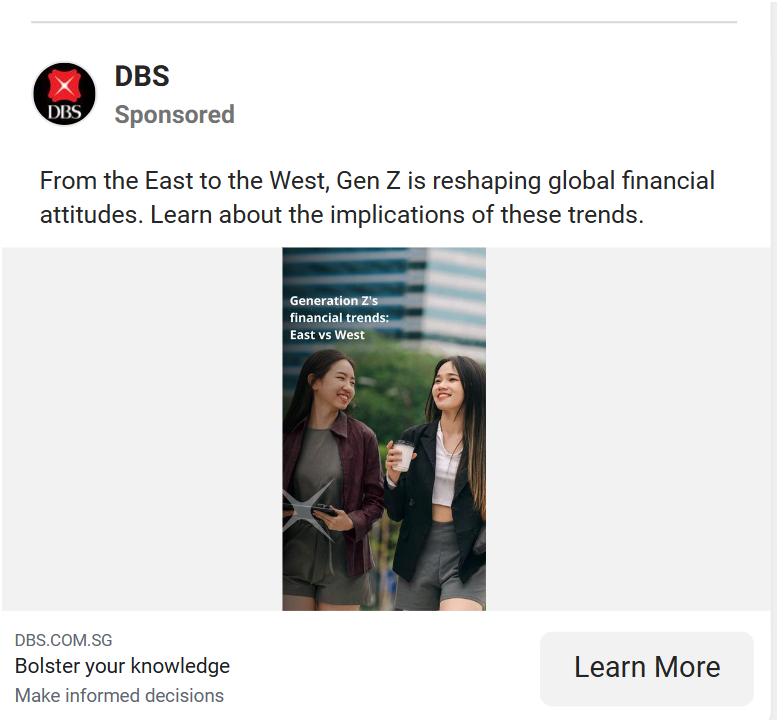 DBS
DBS
Sponsored
From the East to the West, Gen Z is reshaping global financial
attitudes. Learn about the implications of these trends.
Generation Z's
financial trends:
East vs West
DBS.COM.SG
Bolster your knowledge
Make informed decisions
Learn More